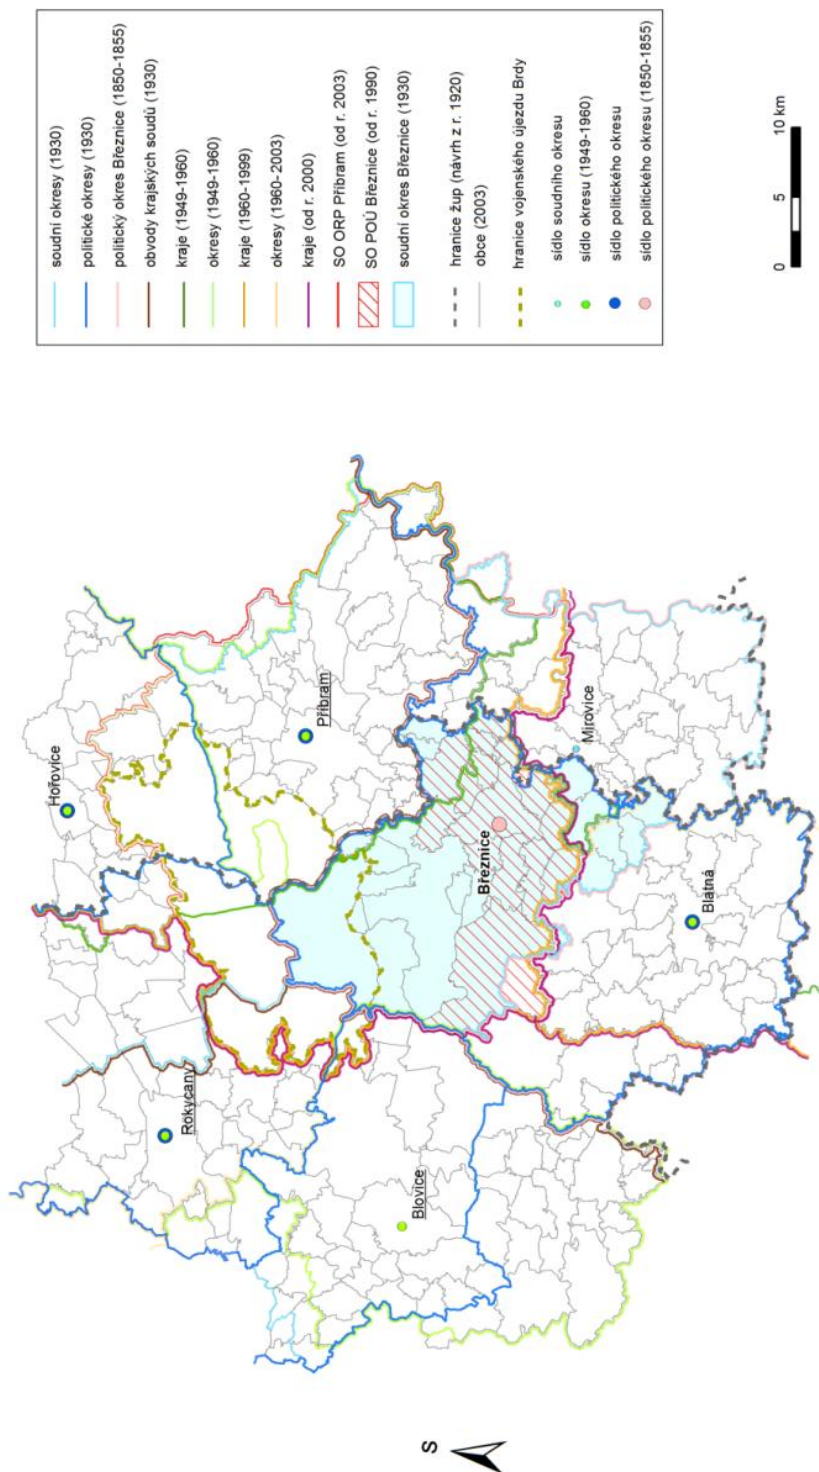 soudní okresy (1930)
politické okresy (1930)
politický okres Březnice (1850-1855)
obvody krajských soudů (1930)
kraje (1949-1960)
okresy (1949-1960)
kraje (1960-1999)
okresy (1960-2003)
kraje (od r. 2000)
SO ORP Příbram (od r. 2003)
SO POÚ Březnice (od r. 1990)
soudní okres Březnice (1930)
hranice žup (návrh z r. 1920)
obce (2003)
hranice vojenského újezdu Brdy
sídlo soudního okresu
sídlo okresu (1949-1960)
sídlo politického okresu
sídlo politického okresu (1850-1855)
0 5 10 km
Hořovice
Příbram
Rokycany
Mirovice
Březnice
Blovice
Blatná
S